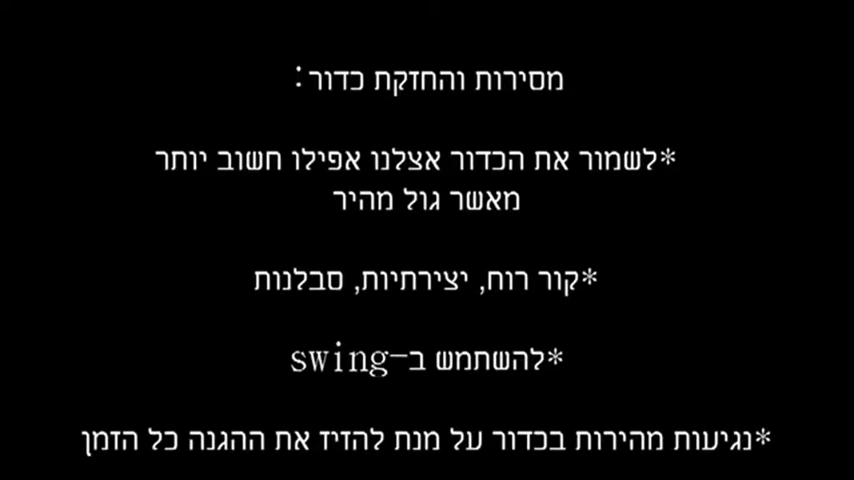 מסירות והחזקת כדור:
*לשמור את הכדור אצלנו אפילו חשוב יותר
מאשר גול מהיר
*קור רוח, יצירתיות, סבלנות
*להשתמש ב-swing
*נגיעות מהירות בכדור על מנת להזיז את ההגנה כל הזמן